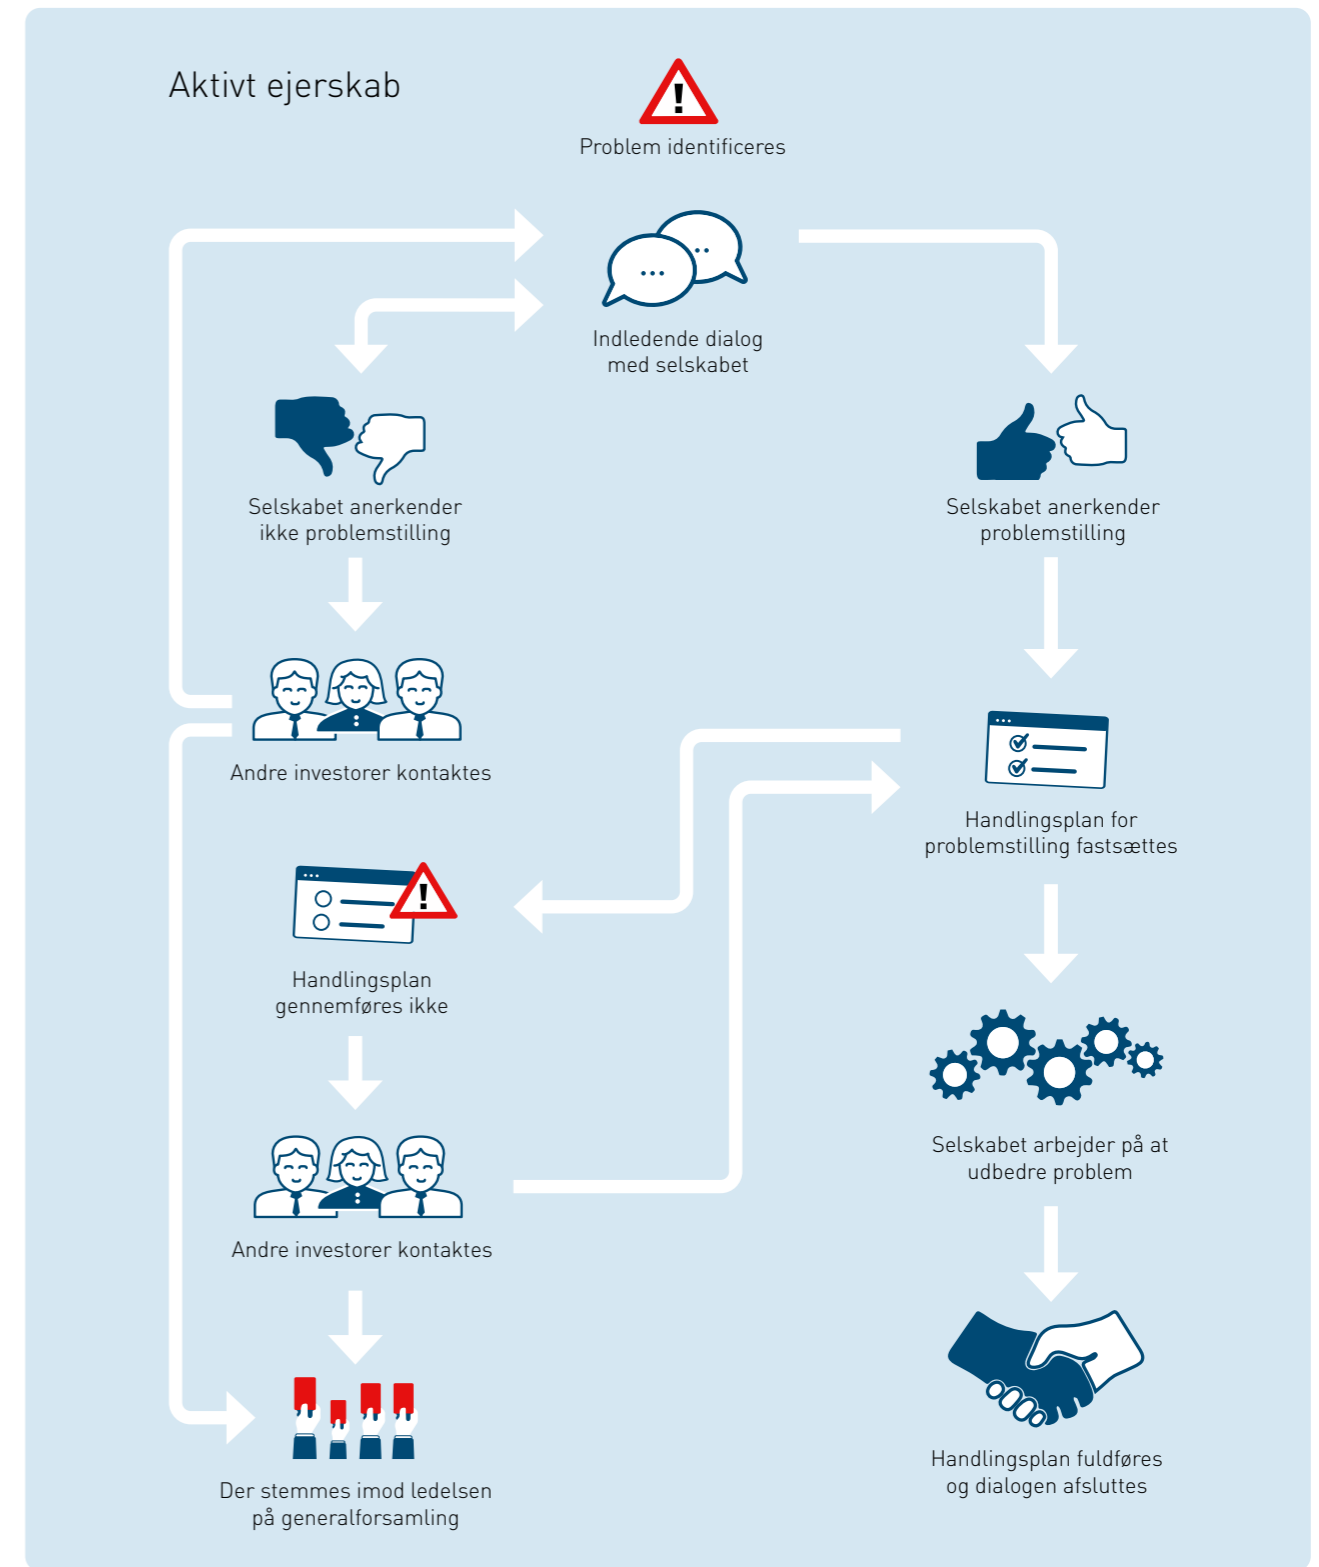 Aktivt ejerskab
Problem identificeres
Indledende dialog
med selskabet
Selskabet anerkender
ikke problemstilling
Selskabet anerkender
problemstilling
Andre investorer kontaktes
Handlingsplan for
problemstilling fastsættes
Handlingsplan
gennemføres ikke
Selskabet arbejder på at
udbedre problem
Andre investorer kontaktes
Handlingsplan fuldføres
og dialogen afsluttes
Der stemmes imod ledelsen
på generalforsamling